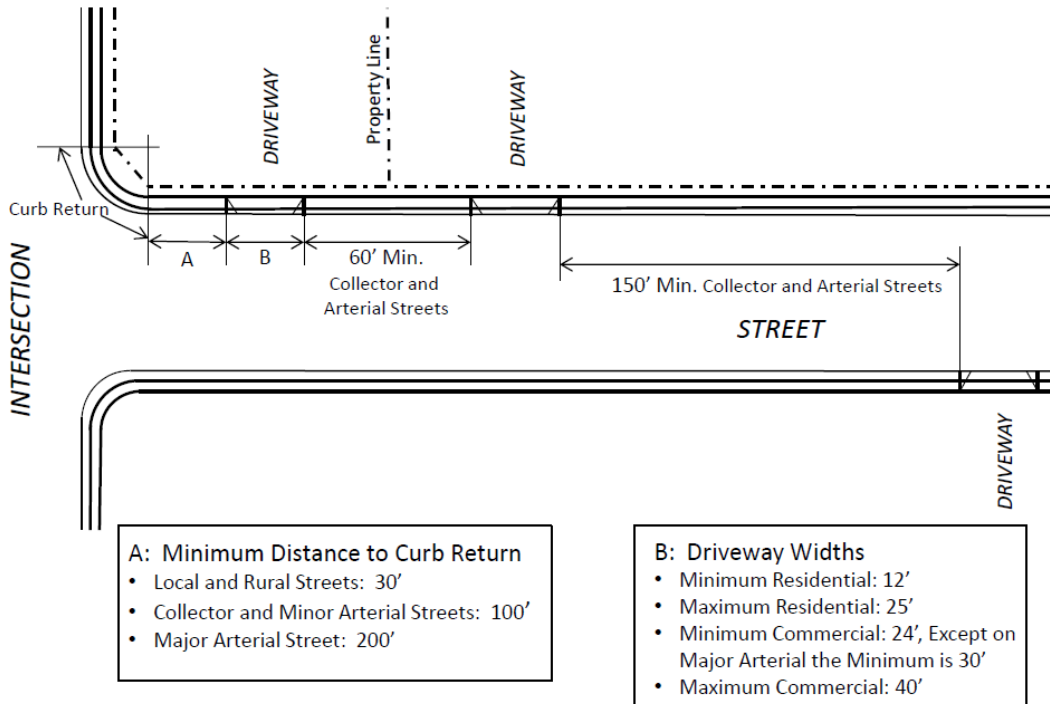 DRIVEWAY
Property Line
DRIVEWAY
Curb Return
INTERSECTION
A
B
60’ Min.
Collector and
Arterial Streets
150’ Min. Collector and Arterial Streets
STREET
DRIVEWAY
A: Minimum Distance to Curb Return
• Local and Rural Streets: 30’
• Collector and Minor Arterial Streets: 100’
• Major Arterial Street: 200’
B: Driveway Widths
• Minimum Residential: 12’
• Maximum Residential: 25’
• Minimum Commercial: 24’, Except on
Major Arterial the Minimum is 30’
• Maximum Commercial: 40’